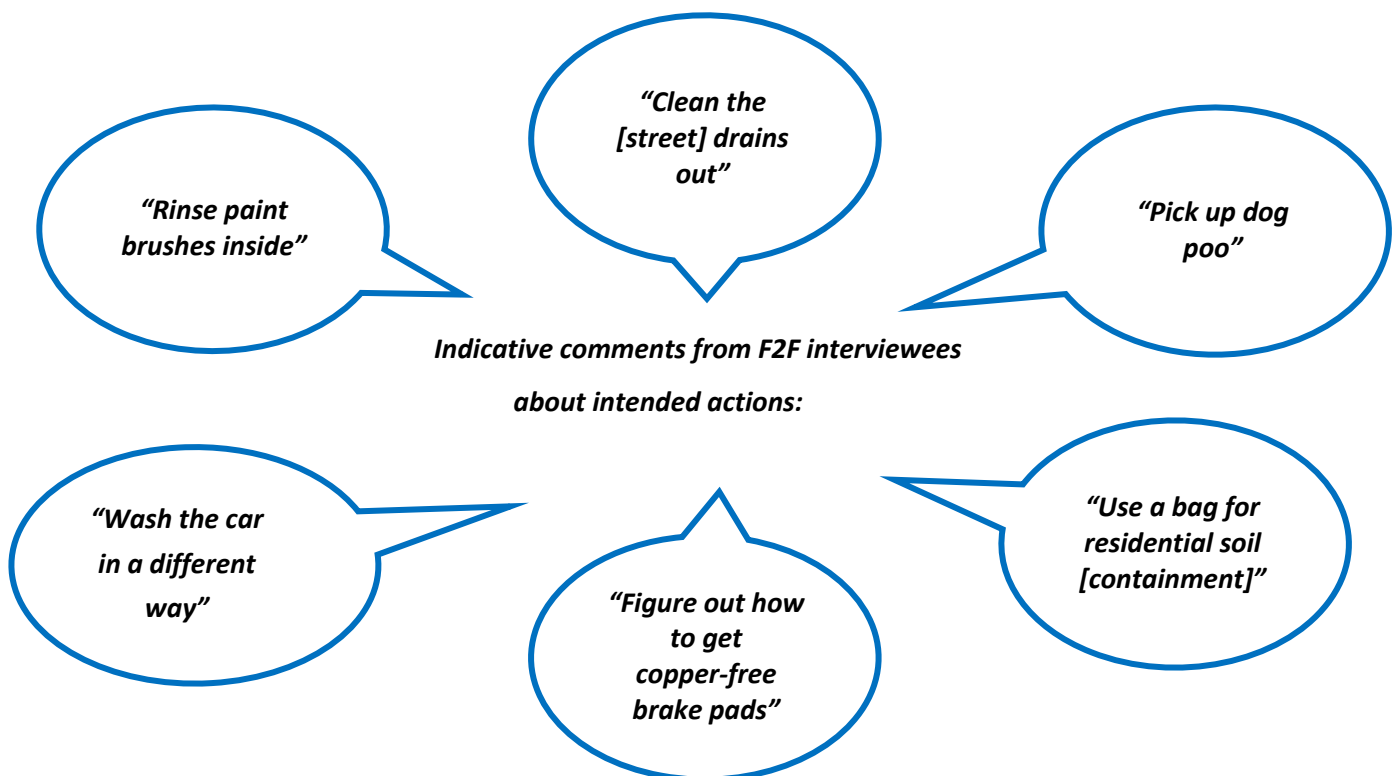 “Clean the
[street] drains
out”
“Rinse paint
brushes inside”
“Pick up dog
poo”
Indicative comments from F2F interviewees
about intended actions:
“Wash the car
in a different
way”
“Figure out how
to get
copper-free
brake pads”
“Use a bag for
residential soil
[containment]”